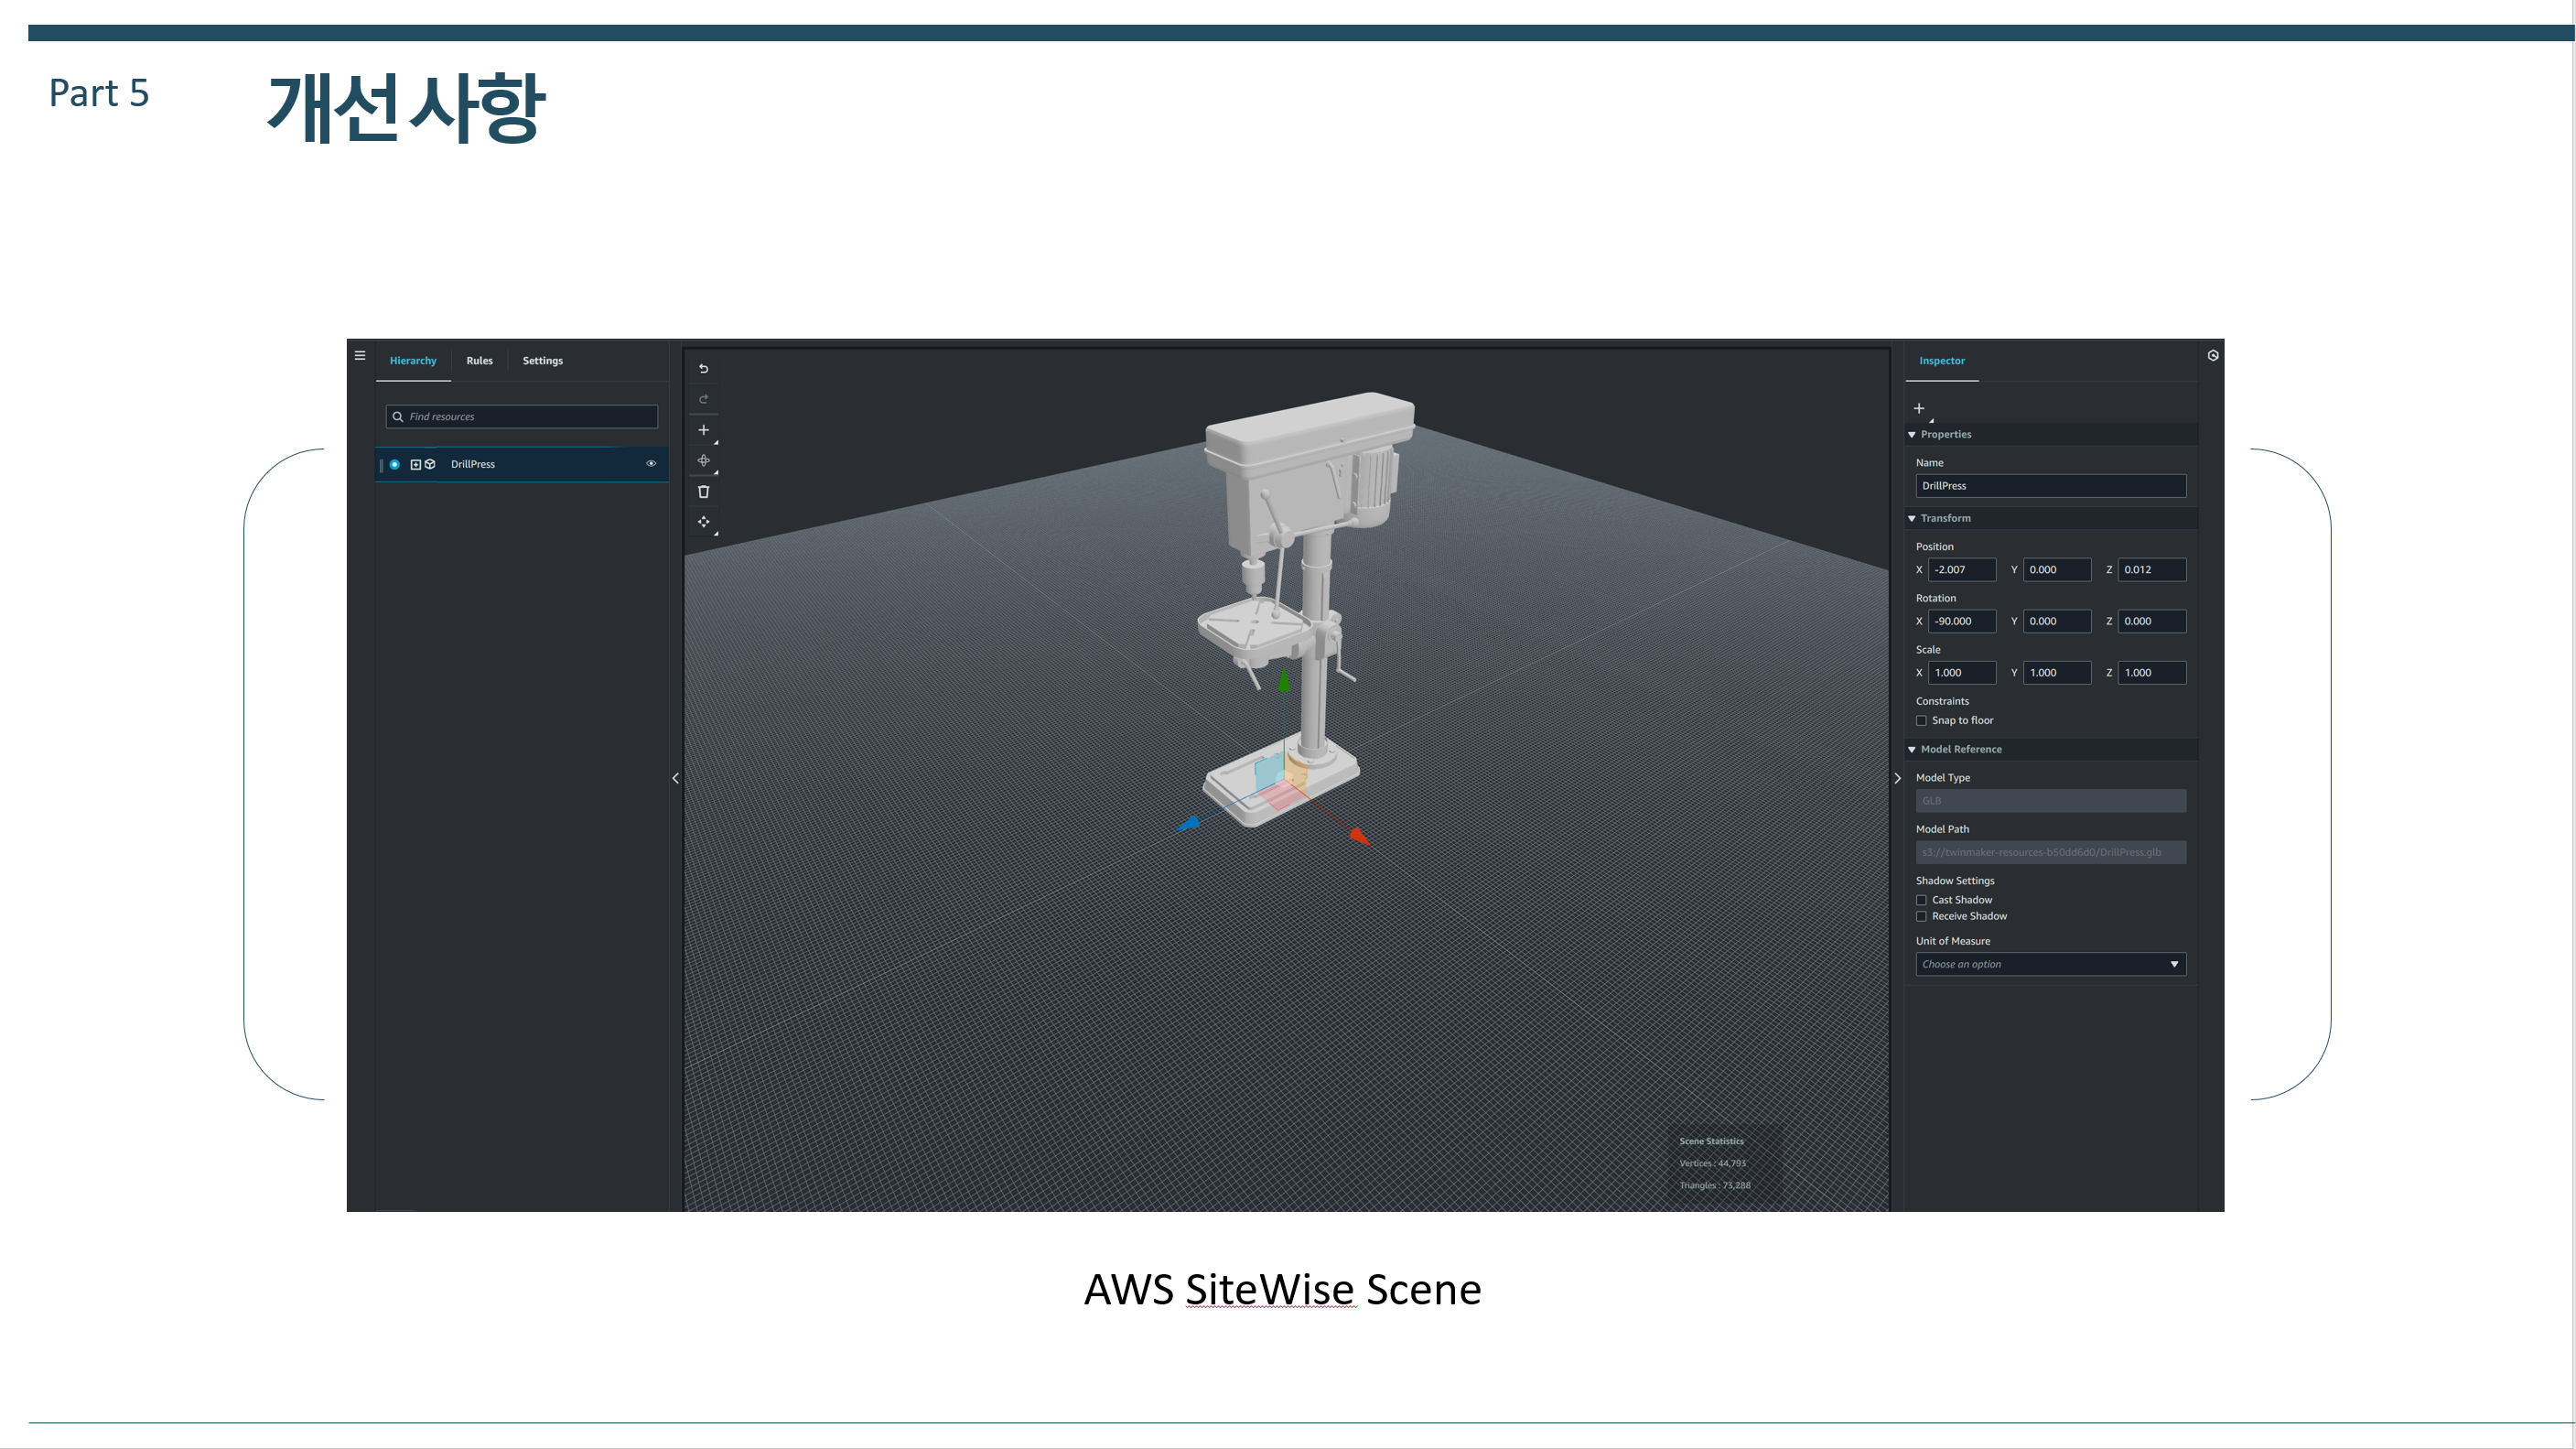 Part 5
개선사항
Hierarchy
Rules
Settings
Find resources
DrillPress
Inspector
Properties
Name
DrillPress
Transform
Position
X -2.007 Y 0.000 Z 0.012
Rotation
X -90.000 Y 0.000 Z 0.000
Scale
X 1.000 Y 1.000 Z 1.000
Constraints
Snap to floor
Model Reference
Model Type
GLB
Model Path
s3://twinmaker-resources-b50dd6d0/DrillPress.glb
Shadow Settings
Cast Shadow
Receive Shadow
Unit of Measure
Choose an option
Scene Statistics
Vertices : 44,793
Triangles : 73,288
AWS SiteWise Scene